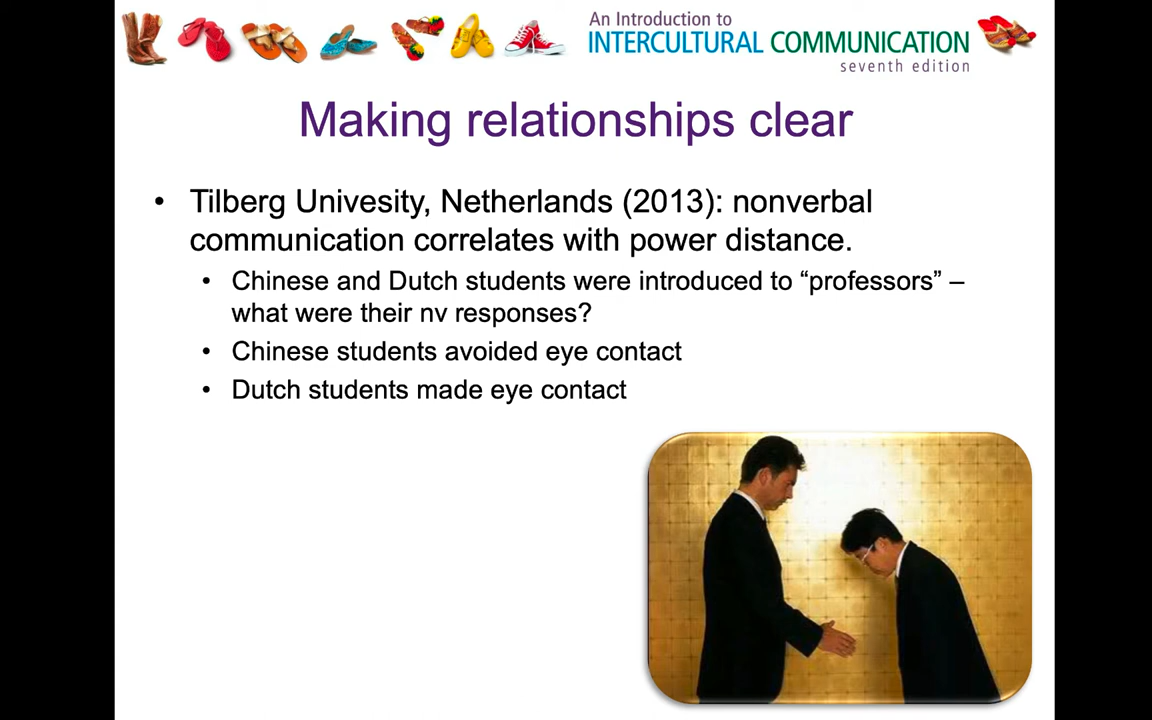 An Introduction to
INTERCULTURAL COMMUNICATION
seventh edition
Making relationships clear
• Tilberg Univesity, Netherlands (2013): nonverbal
communication correlates with power distance.
• Chinese and Dutch students were introduced to “professors” –
what were their nv responses?
• Chinese students avoided eye contact
• Dutch students made eye contact